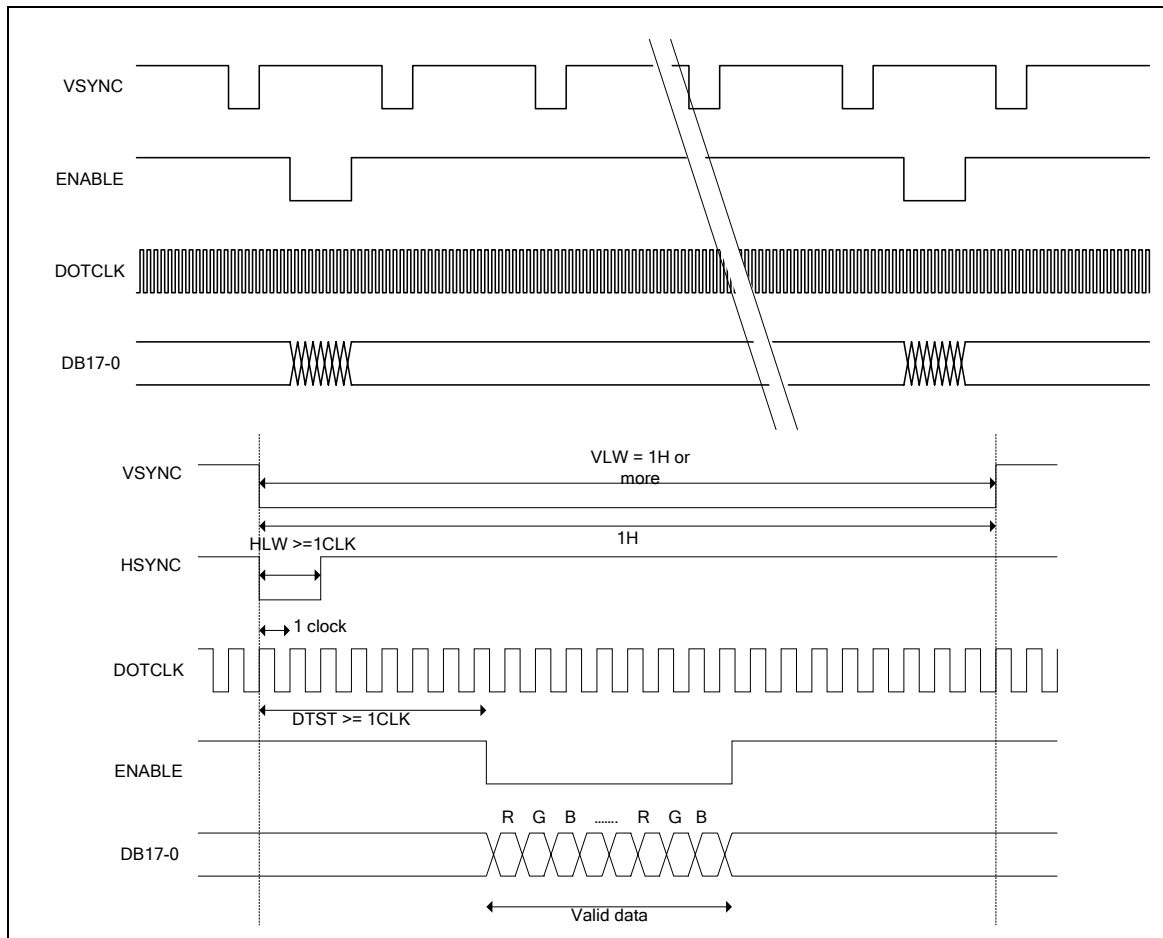 VSYNC
ENABLE
DOTCLK
DB17-0
VSYNC
VLW = 1H or
more
1H
HLW >=1CLK
HSYNC
1 clock
DOTCLK
DTST >= 1CLK
ENABLE
R G B ....... R G B
DB17-0
Valid data